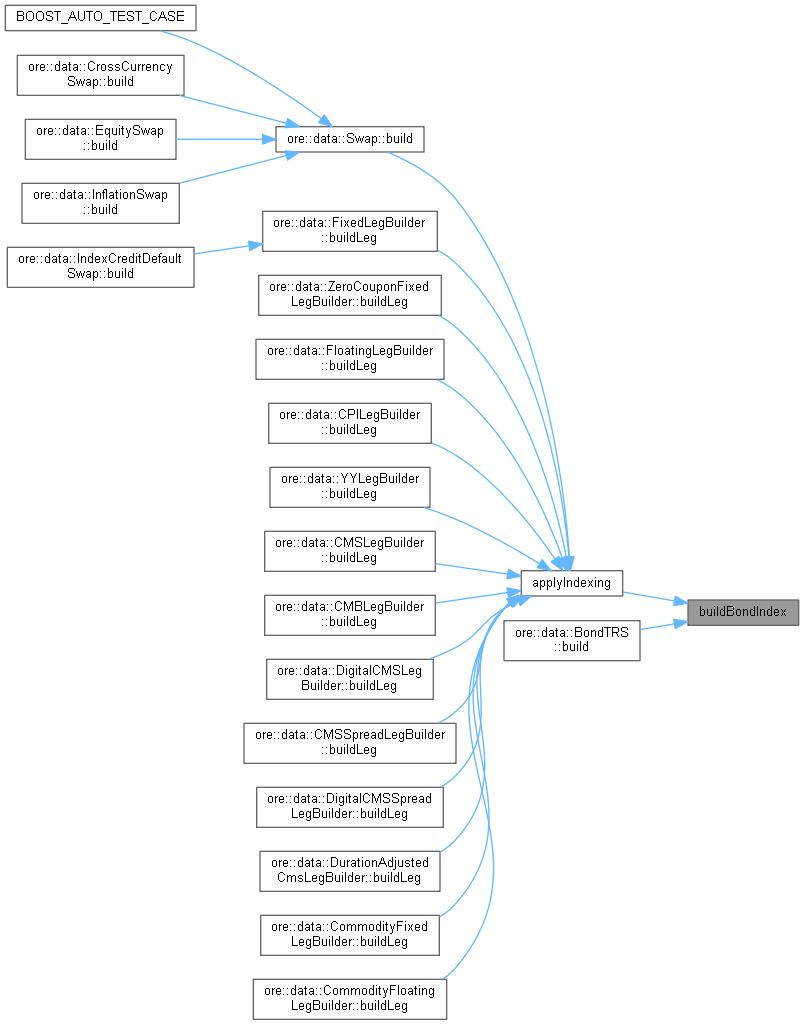 BOOST_AUTO_TEST_CASE
ore::data::CrossCurrency
Swap::build
ore::data::EquitySwap
::build
ore::data::Swap::build
ore::data::InflationSwap
::build
ore::data::FixedLegBuilder
::buildLeg
ore::data::IndexCreditDefault
Swap::build
ore::data::ZeroCouponFixed
LegBuilder::buildLeg
ore::data::FloatingLegBuilder
::buildLeg
ore::data::CPILegBuilder
::buildLeg
ore::data::YYLegBuilder
::buildLeg
ore::data::CMSLegBuilder
::buildLeg
applyIndexing
ore::data::CMBLegBuilder
::buildLeg
buildBondIndex
ore::data::BondTRS
::build
ore::data::DigitalCMSLeg
Builder::buildLeg
ore::data::CMSSpreadLegBuilder
::buildLeg
ore::data::DigitalCMSSpread
LegBuilder::buildLeg
ore::data::DurationAdjusted
CmsLegBuilder::buildLeg
ore::data::CommodityFixed
LegBuilder::buildLeg
ore::data::CommodityFloating
LegBuilder::buildLeg